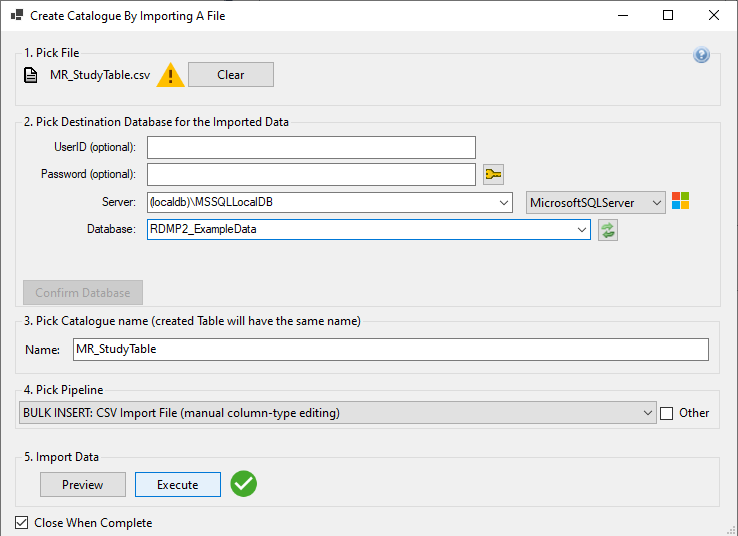 Create Catalogue By Importing A File
1. Pick File
MR_StudyTable.csv Clear
2. Pick Destination Database for the Imported Data
UserID (optional):
Password (optional):
Server: (localdb)\MSSQLLocalDB MicrosoftSQLServer
Database: RDMP2_ExampleData
Confirm Database
3. Pick Catalogue name (created Table will have the same name)
Name: MR_StudyTable
4. Pick Pipeline
BULK INSERT: CSV Import File (manual column-type editing) Other
5. Import Data
Preview Execute
Close When Complete